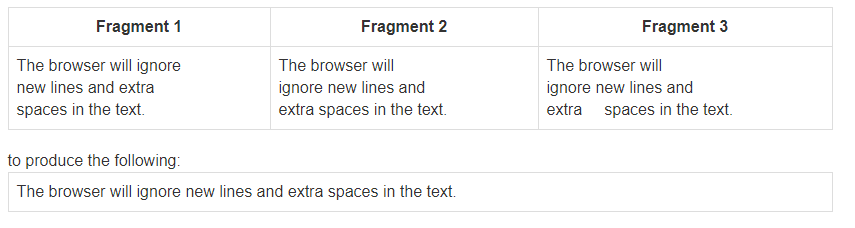 Fragment 1 Fragment 2 Fragment 3
The browser will ignore
new lines and extra
spaces in the text.
The browser will
ignore new lines and
extra spaces in the text.
The browser will
ignore new lines and
extra     spaces in the text.
to produce the following:
The browser will ignore new lines and extra spaces in the text.